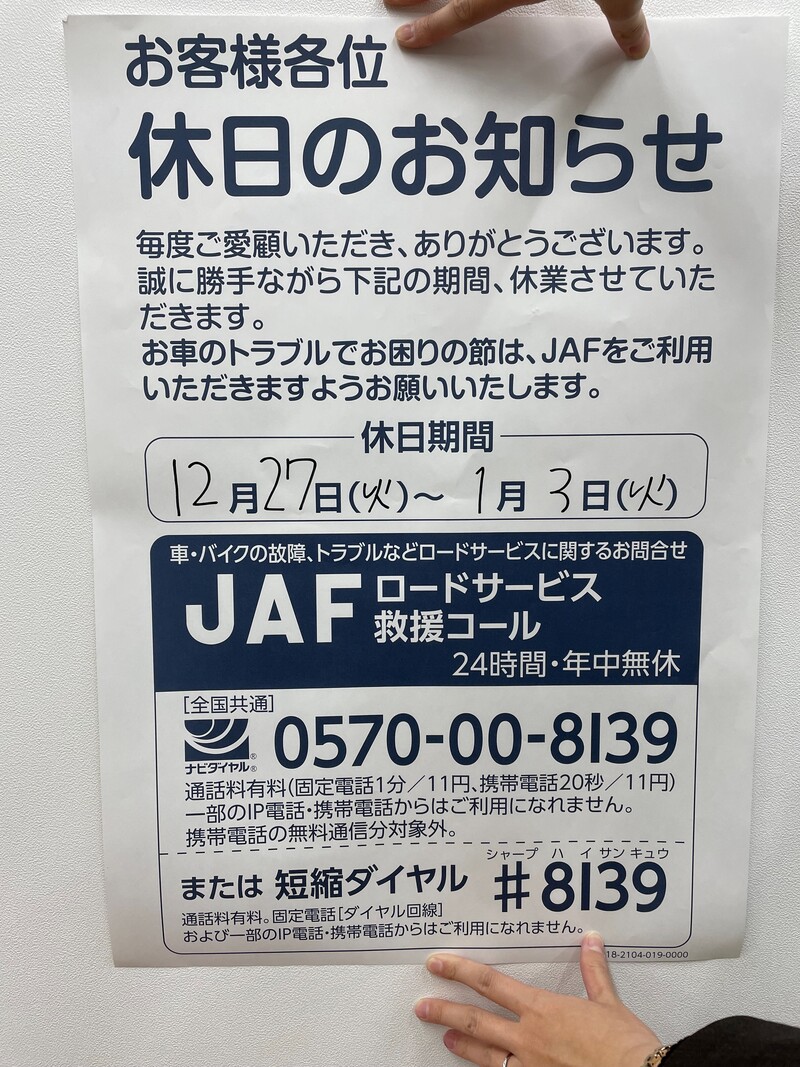 お客様各位
休日のお知らせ
毎度ご愛顧いただき、ありがとうございます。
誠に勝手ながら下記の期間、休業させていた
だきます。
お車のトラブルでお困りの節は、JAFをご利用
いただきますようお願いいたします。
休日期間
12月27日(火)〜 1月 3日(火)
車・バイクの故障、トラブルなどロードサービスに関するお問合せ
JAF ロードサービス
救援コール
24時間・年中無休
[全国共通]
ナビダイヤル® 0570-00-8139
通話料有料(固定電話1分/11円、携帯電話20秒/11円)
一部のIP電話・携帯電話からはご利用になれません。
携帯電話の無料通信分対象外。
シャープ ハ イ サン キュウ
または 短縮ダイヤル #8139
通話料有料。固定電話[ダイヤル回線]
および一部のIP電話・携帯電話からはご利用になれません。
18-2104-019-0000